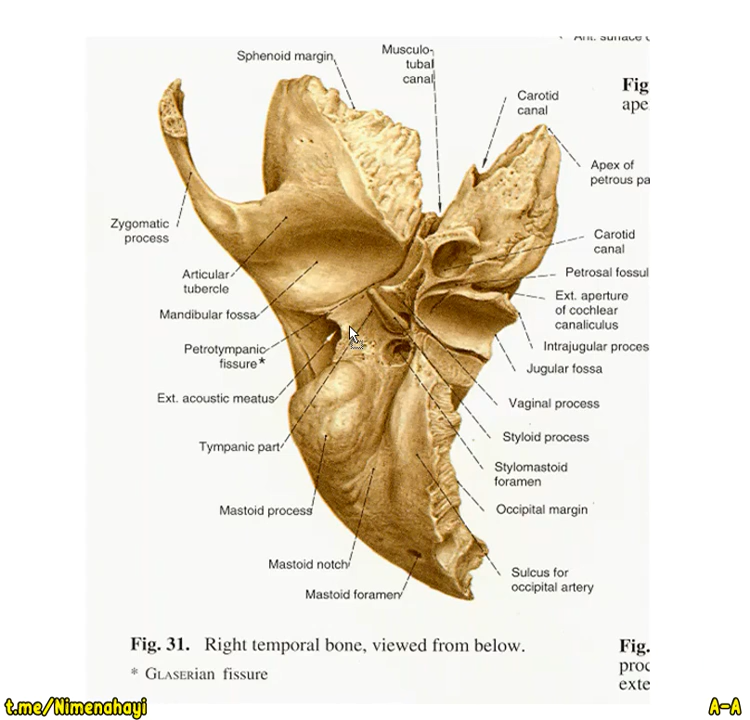 Ant. surface
Sphenoid margin
Musculo-
tubal
canal
Fig
ape
Carotid
canal
Apex of
petrous pa
Zygomatic
process
Carotid
canal
Articular
tubercle
Petrosal fossul
Mandibular fossa
Ext. aperture
of cochlear
canaliculus
Petrotympanic
fissure*
Intrajugular proces
Jugular fossa
Ext. acoustic meatus
Vaginal process
Tympanic part
Styloid process
Stylomastoid
foramen
Mastoid process
Occipital margin
Mastoid notch
Sulcus for
occipital artery
Mastoid foramen
Fig. 31. Right temporal bone, viewed from below.
* GLASERian fissure
Fig.
proc
exte
t.me/Nimenahayi
A-A